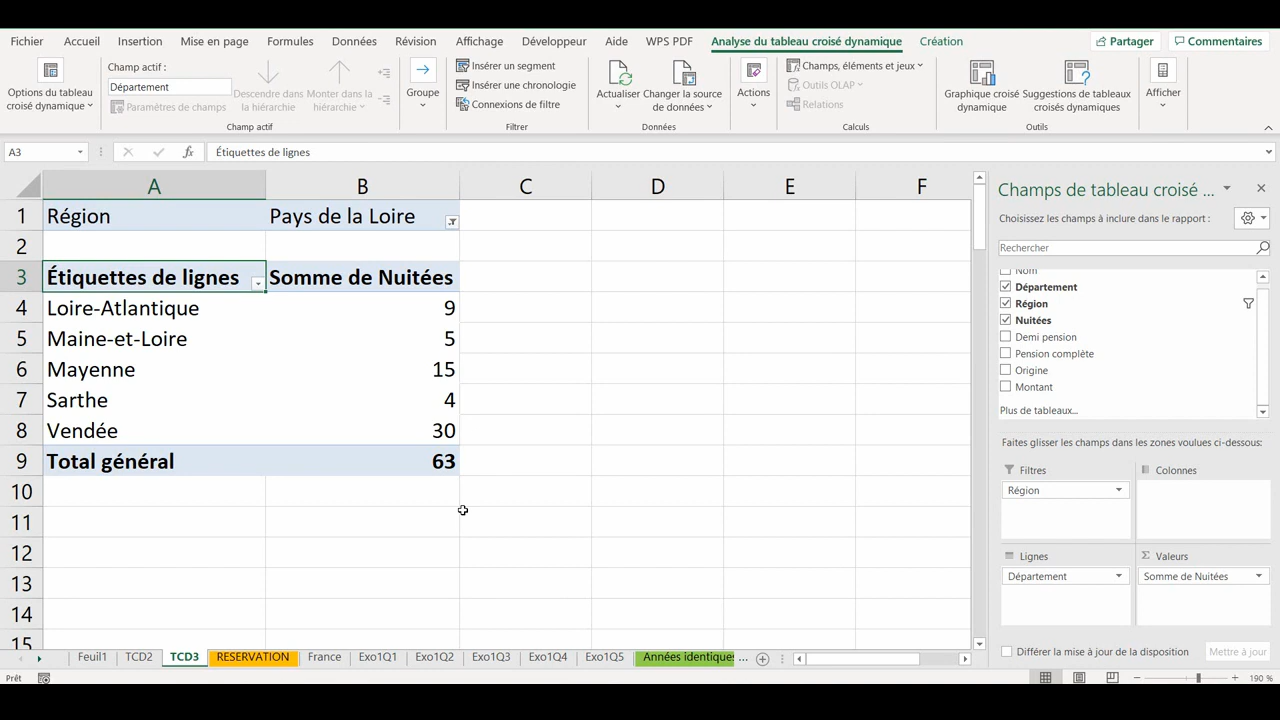 Fichier Accueil Insertion Mise en page Formules Données Révision Affichage Développeur Aide WPS PDF Analyse du tableau croisé dynamique Création Partager Commentaires
Options du tableau croisé dynamique
Champ actif :
Département
Paramètres de champs
Descendre dans la hiérarchie
Monter dans la hiérarchie
Champ actif
Groupe
Insérer un segment
Insérer une chronologie
Connexions de filtre
Filtrer
Actualiser
Changer la source de données
Données
Actions
Champs, éléments et jeux
Outils OLAP
Relations
Calculs
Graphique croisé dynamique
Suggestions de tableaux croisés dynamiques
Outils
Afficher
A3 fx Étiquettes de lignes
A B C D E F
1 Région Pays de la Loire
2
3 Étiquettes de lignes Somme de Nuitées
4 Loire-Atlantique 9
5 Maine-et-Loire 5
6 Mayenne 15
7 Sarthe 4
8 Vendée 30
9 Total général 63
10
11
12
13
14
15
Champs de tableau croisé ...
Choisissez les champs à inclure dans le rapport :
Rechercher
Nom
Département
Région
Nuitées
Demi pension
Pension complète
Origine
Montant
Plus de tableaux...
Faites glisser les champs dans les zones voulues ci-dessous:
Filtres Colonnes
Région
Lignes Σ Valeurs
Département Somme de Nuitées
Différer la mise à jour de la disposition Mettre à jour
Feuil1 TCD2 TCD3 RESERVATION France Exo1Q1 Exo1Q2 Exo1Q3 Exo1Q4 Exo1Q5 Années identiques ...
Prêt 190 %